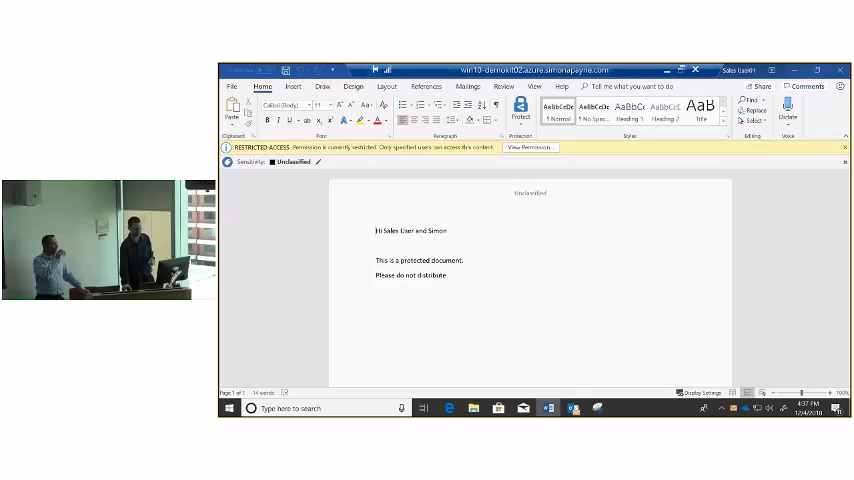 win10-demokit02.azure.simonapayne.com
Sales User01
File Home Insert Draw Design Layout References Mailings Review View Help Tell me what you want to do Share Comments
Calibri (Body) 11
Paste
Protect
AaBbCcDc AaBbCcDc AaBbCc AaBbCc AaB
¶ Normal ¶ No Spac... Heading 1 Heading 2 Title
Find
Replace
Select
Dictate
Clipboard Font Paragraph Protection Styles Editing Voice
RESTRICTED ACCESS Permission is currently restricted. Only specified users can access this content. View Permission...
Sensitivity: Unclassified
Unclassified
Hi Sales User and Simon
This is a protected document.
Please do not distribute
Page 1 of 1 14 words Display Settings 100%
Type here to search
4:37 PM
12/4/2018